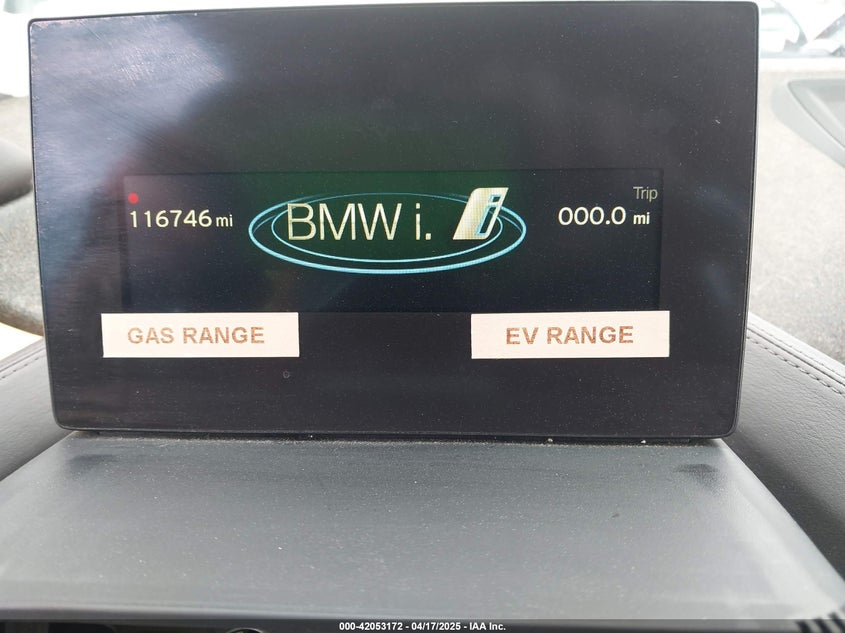 Trip
116746 mi BMW i. i 000.0 mi
GAS RANGE EV RANGE
000-42053172 | 04/17/2025 - IAA Inc.